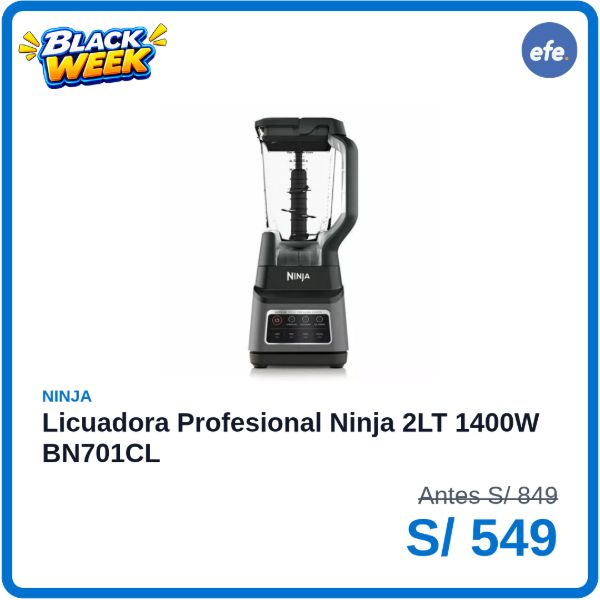 BLACK
WEEK
efe.
NINJA
NINJA
Licuadora Profesional Ninja 2LT 1400W
BN701CL
Antes S/ 849
S/ 549